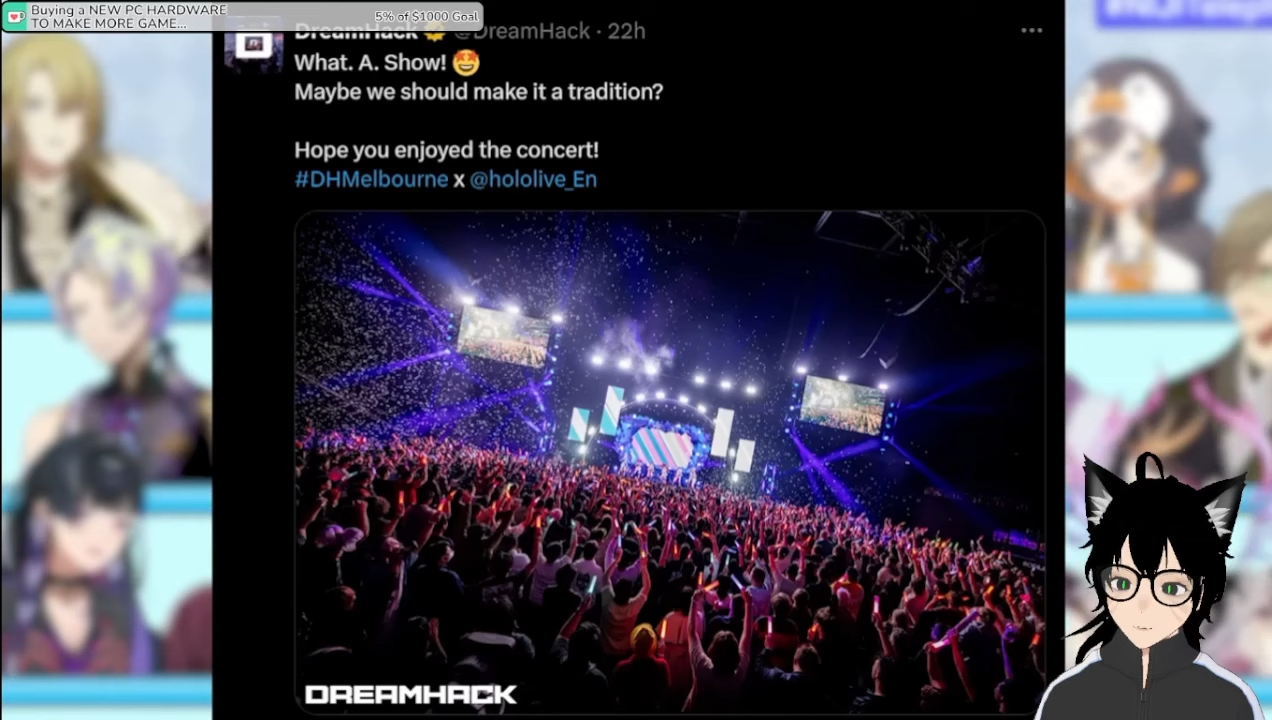 Buying a NEW PC HARDWARE
TO MAKE MORE GAME...
5% of $1000 Goal
DreamHack @DreamHack · 22h
What. A. Show! 🤩
Maybe we should make it a tradition?
Hope you enjoyed the concert!
#DHMelbourne x @hololive_En
DREAMHACK